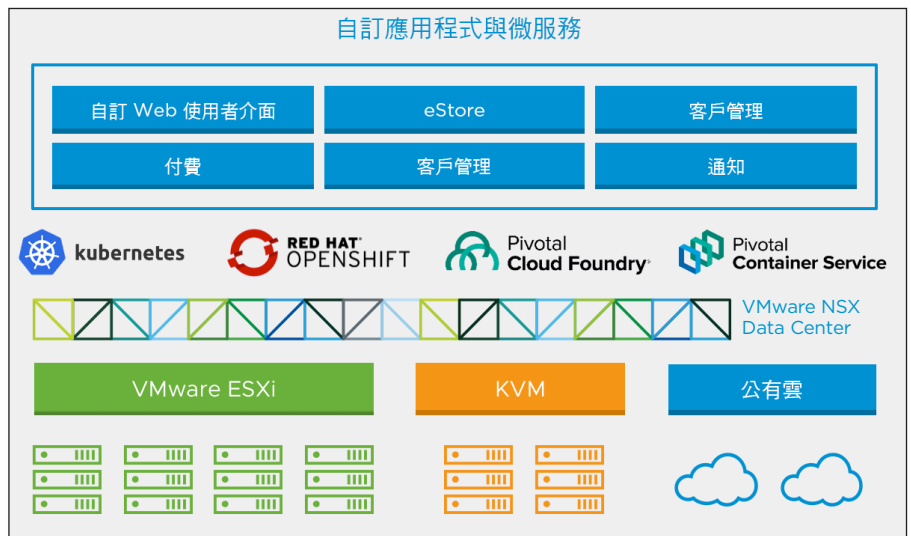 自訂應用程式與微服務
自訂 Web 使用者介面
eStore
客戶管理
付費
客戶管理
通知
kubernetes
RED HAT
OPENSHIFT
Pivotal
Cloud Foundry
Pivotal
Container Service
VMware NSX
Data Center
VMware ESXi
KVM
公有雲